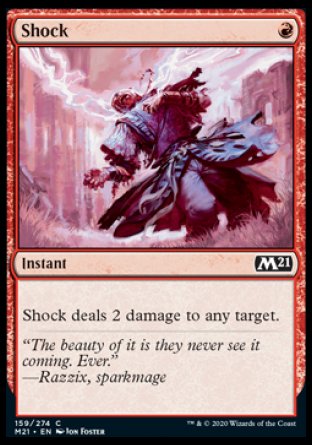 Shock
Instant
M21
Shock deals 2 damage to any target.
"The beauty of it is they never see it
coming. Ever."
—Razzix, sparkmage
159/274 C
M21 • EN Jon Foster
™ & © 2020 Wizards of the Coast